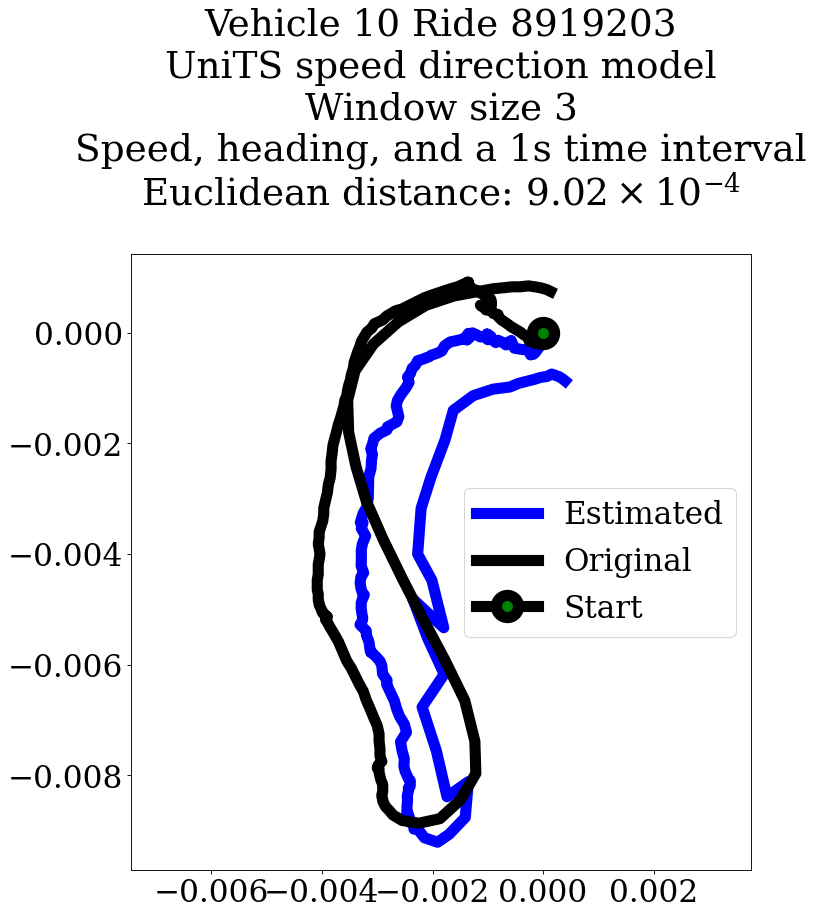 Vehicle 10 Ride 8919203
UniTS speed direction model
Window size 3
Speed, heading, and a 1s time interval
Euclidean distance: 9.02 × 10⁻⁴
0.000
−0.002
−0.004
−0.006
−0.008
Estimated
Original
Start
−0.006 −0.004 −0.002 0.000 0.002